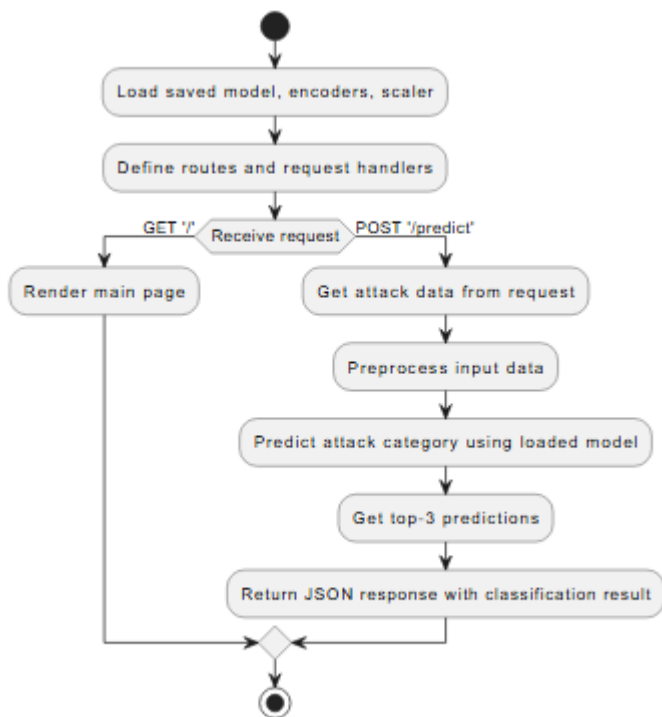 Load saved model, encoders, scaler
Define routes and request handlers
GET "/"
Receive request
POST "/predict"
Render main page
Get attack data from request
Preprocess input data
Predict attack category using loaded model
Get top-3 predictions
Return JSON response with classification result